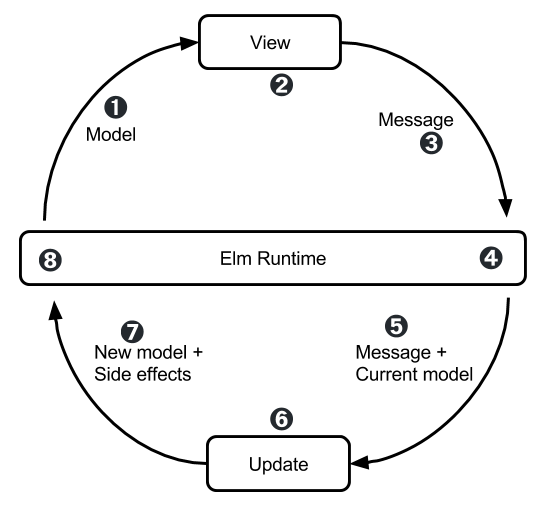 View
❷
❶
Model
Message
❸
❽ Elm Runtime ❹
❼
New model +
Side effects
❺
Message +
Current model
❻
Update